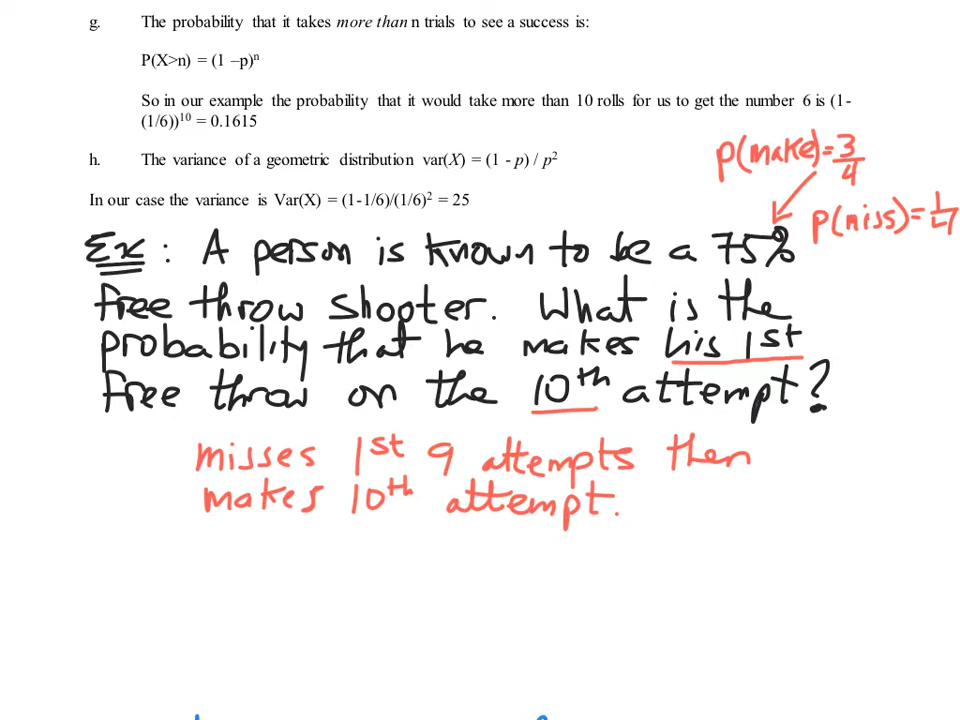 g. The probability that it takes more than n trials to see a success is:
P(X>n) = (1 –p)ⁿ
So in our example the probability that it would take more than 10 rolls for us to get the number 6 is (1-
(1/6))¹⁰ = 0.1615
h. The variance of a geometric distribution var(X) = (1 - p) / p²
In our case the variance is Var(X) = (1-1/6)/(1/6)² = 25
P(make) = 3/4
P(miss) = 1/4
Ex: A person is known to be a 75%
free throw shooter. What is the
probability that he makes his 1st
free throw on the 10th attempt?
misses 1st 9 attempts then
makes 10th attempt.